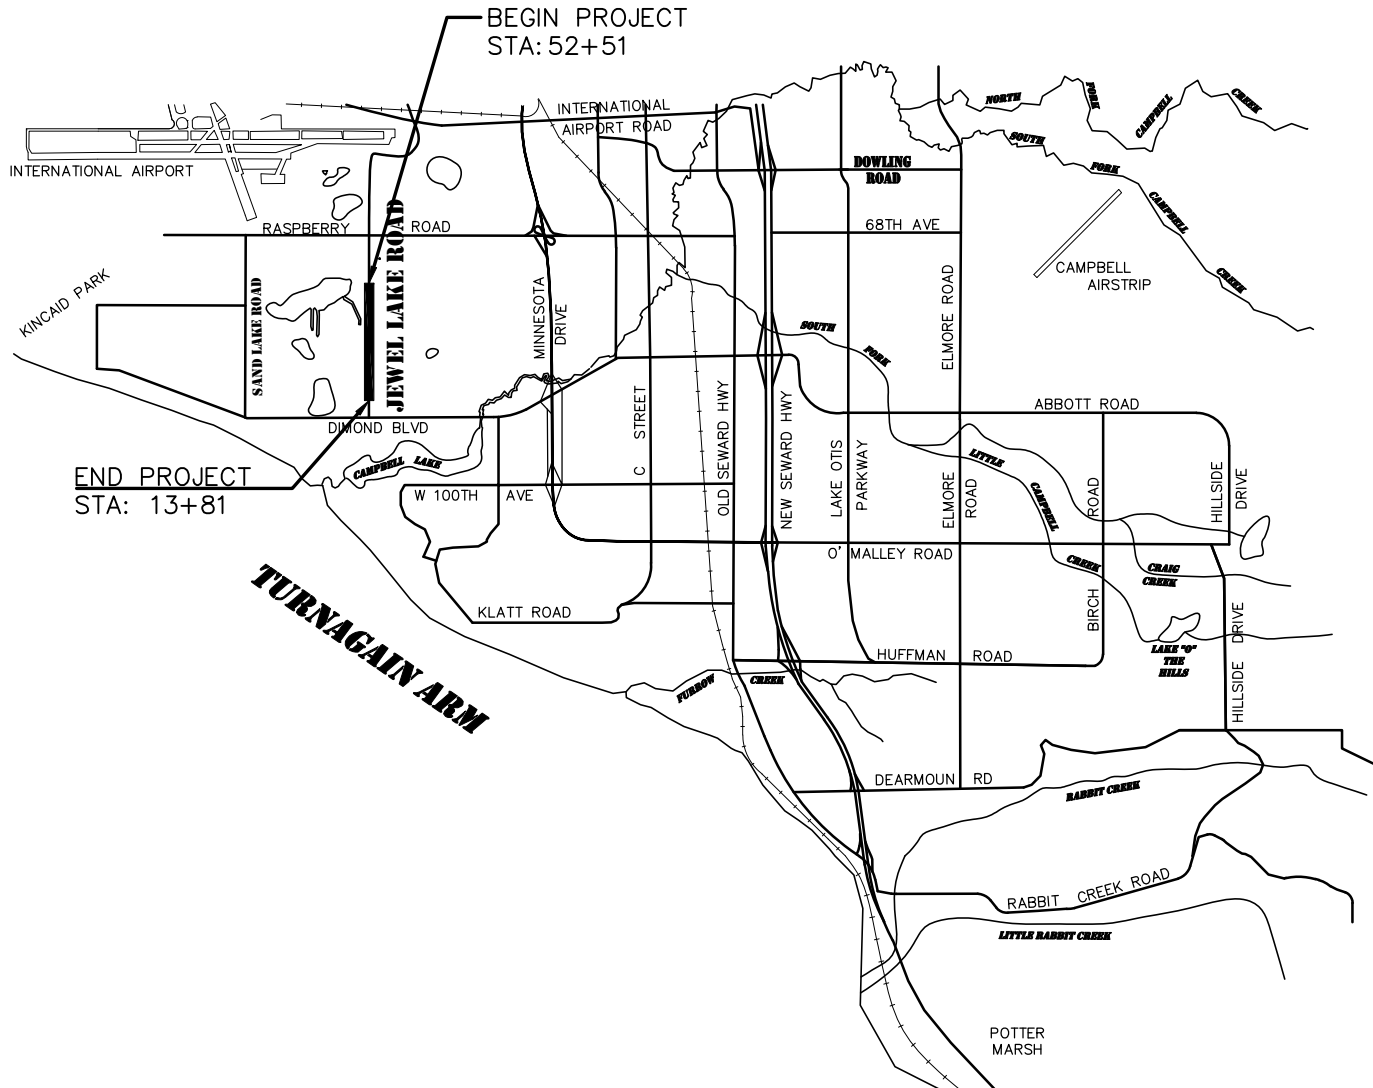 BEGIN PROJECT
STA: 52+51
INTERNATIONAL
AIRPORT ROAD
NORTH
FORK
CAMPBELL
CREEK
SOUTH
FORK
CAMPBELL
CREEK
INTERNATIONAL AIRPORT
DOWLING
ROAD
RASPBERRY
ROAD
68TH AVE
CAMPBELL
AIRSTRIP
KINCAID PARK
SAND LAKE ROAD
JEWEL LAKE ROAD
MINNESOTA
DRIVE
ELMORE ROAD
SOUTH
FORK
C STREET
OLD SEWARD HWY
NEW SEWARD HWY
LAKE OTIS
PARKWAY
ABBOTT ROAD
DIMOND BLVD
CAMPBELL LAKE
END PROJECT
STA: 13+81
W 100TH AVE
LITTLE
CAMPBELL
CREEK
ELMORE
ROAD
BIRCH ROAD
HILLSIDE
DRIVE
O' MALLEY ROAD
CRAIG
CREEK
TURNAGAIN ARM
KLATT ROAD
HUFFMAN ROAD
LAKE "O"
THE
HILLS
HILLSIDE DRIVE
FURROW
CREEK
DEARMOUN RD
RABBIT CREEK
RABBIT CREEK ROAD
LITTLE RABBIT CREEK
POTTER
MARSH